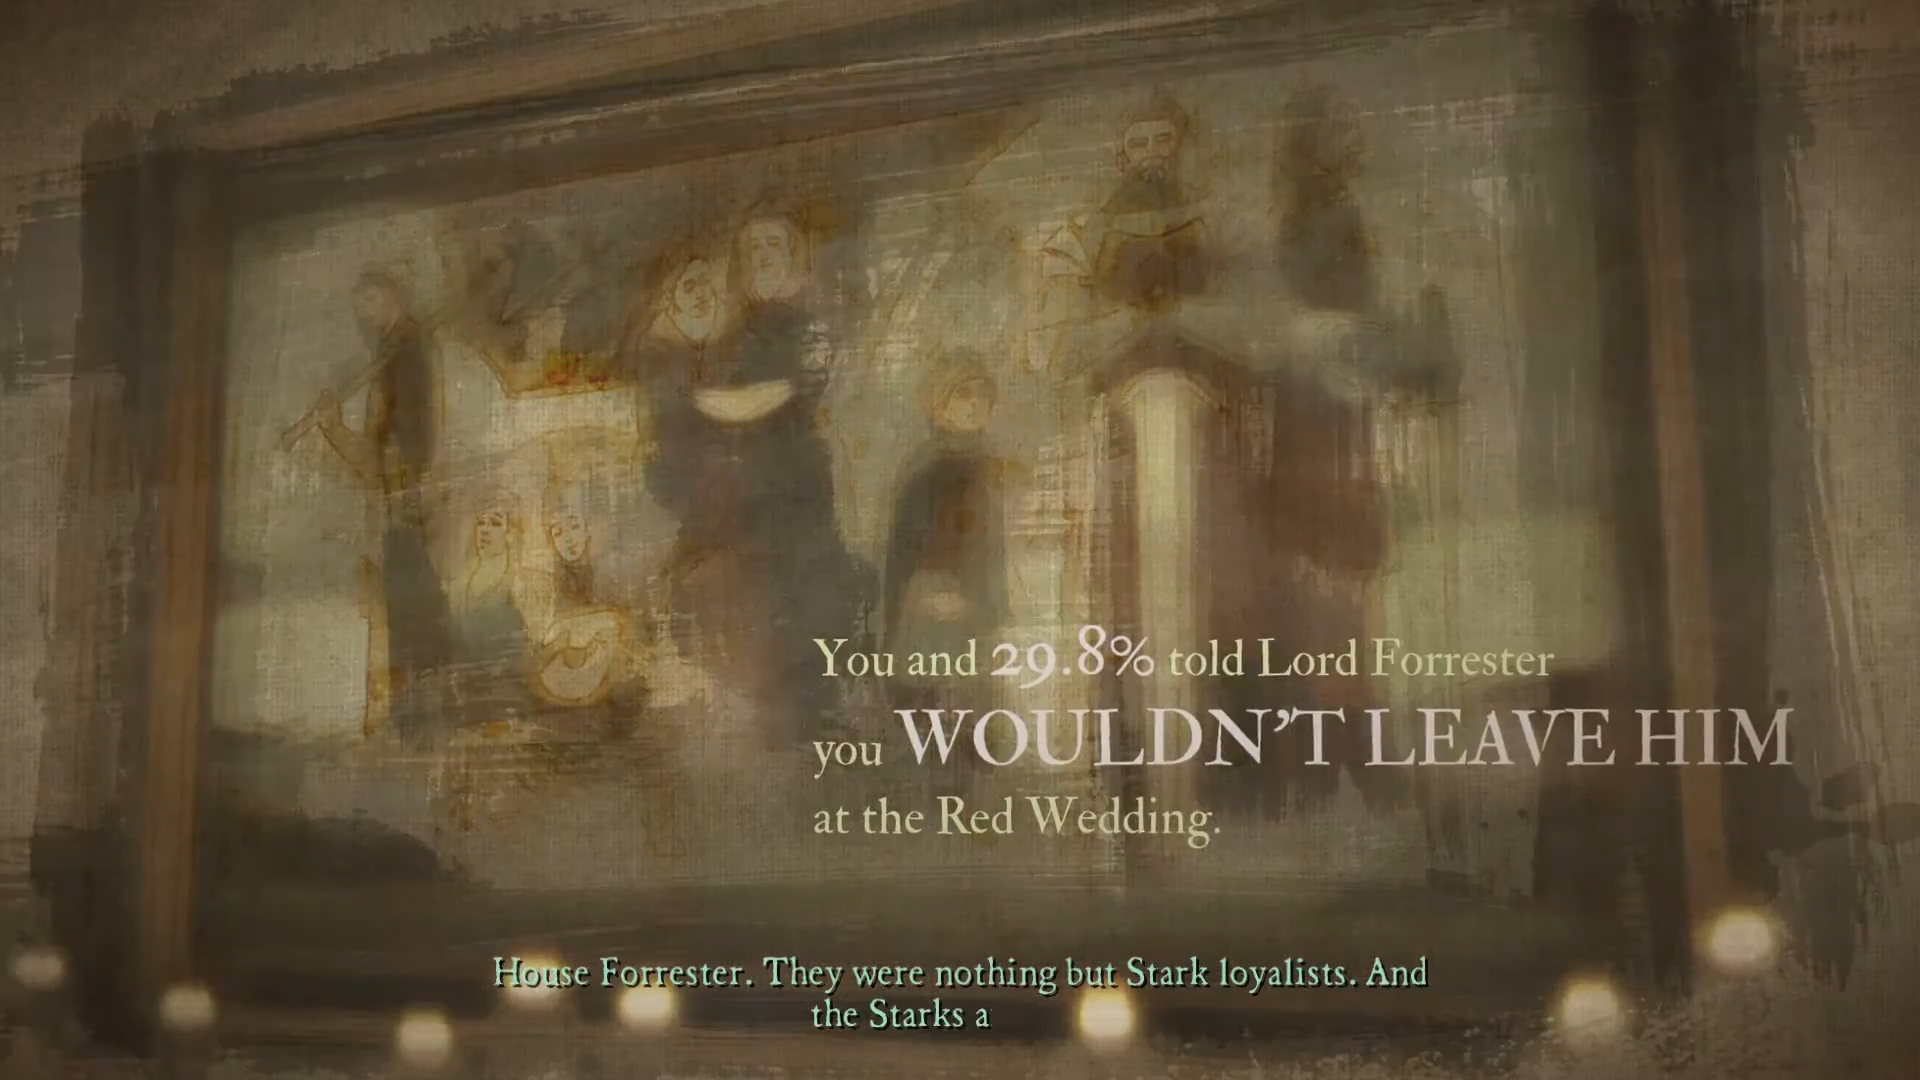 You and 29.8% told Lord Forrester
you WOULDN'T LEAVE HIM
at the Red Wedding.
House Forrester. They were nothing but Stark loyalists. And
the Starks a